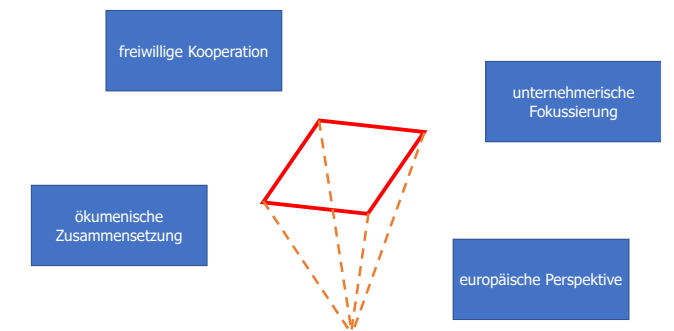 freiwillige Kooperation
unternehmerische
Fokussierung
ökumenische
Zusammensetzung
europäische Perspektive